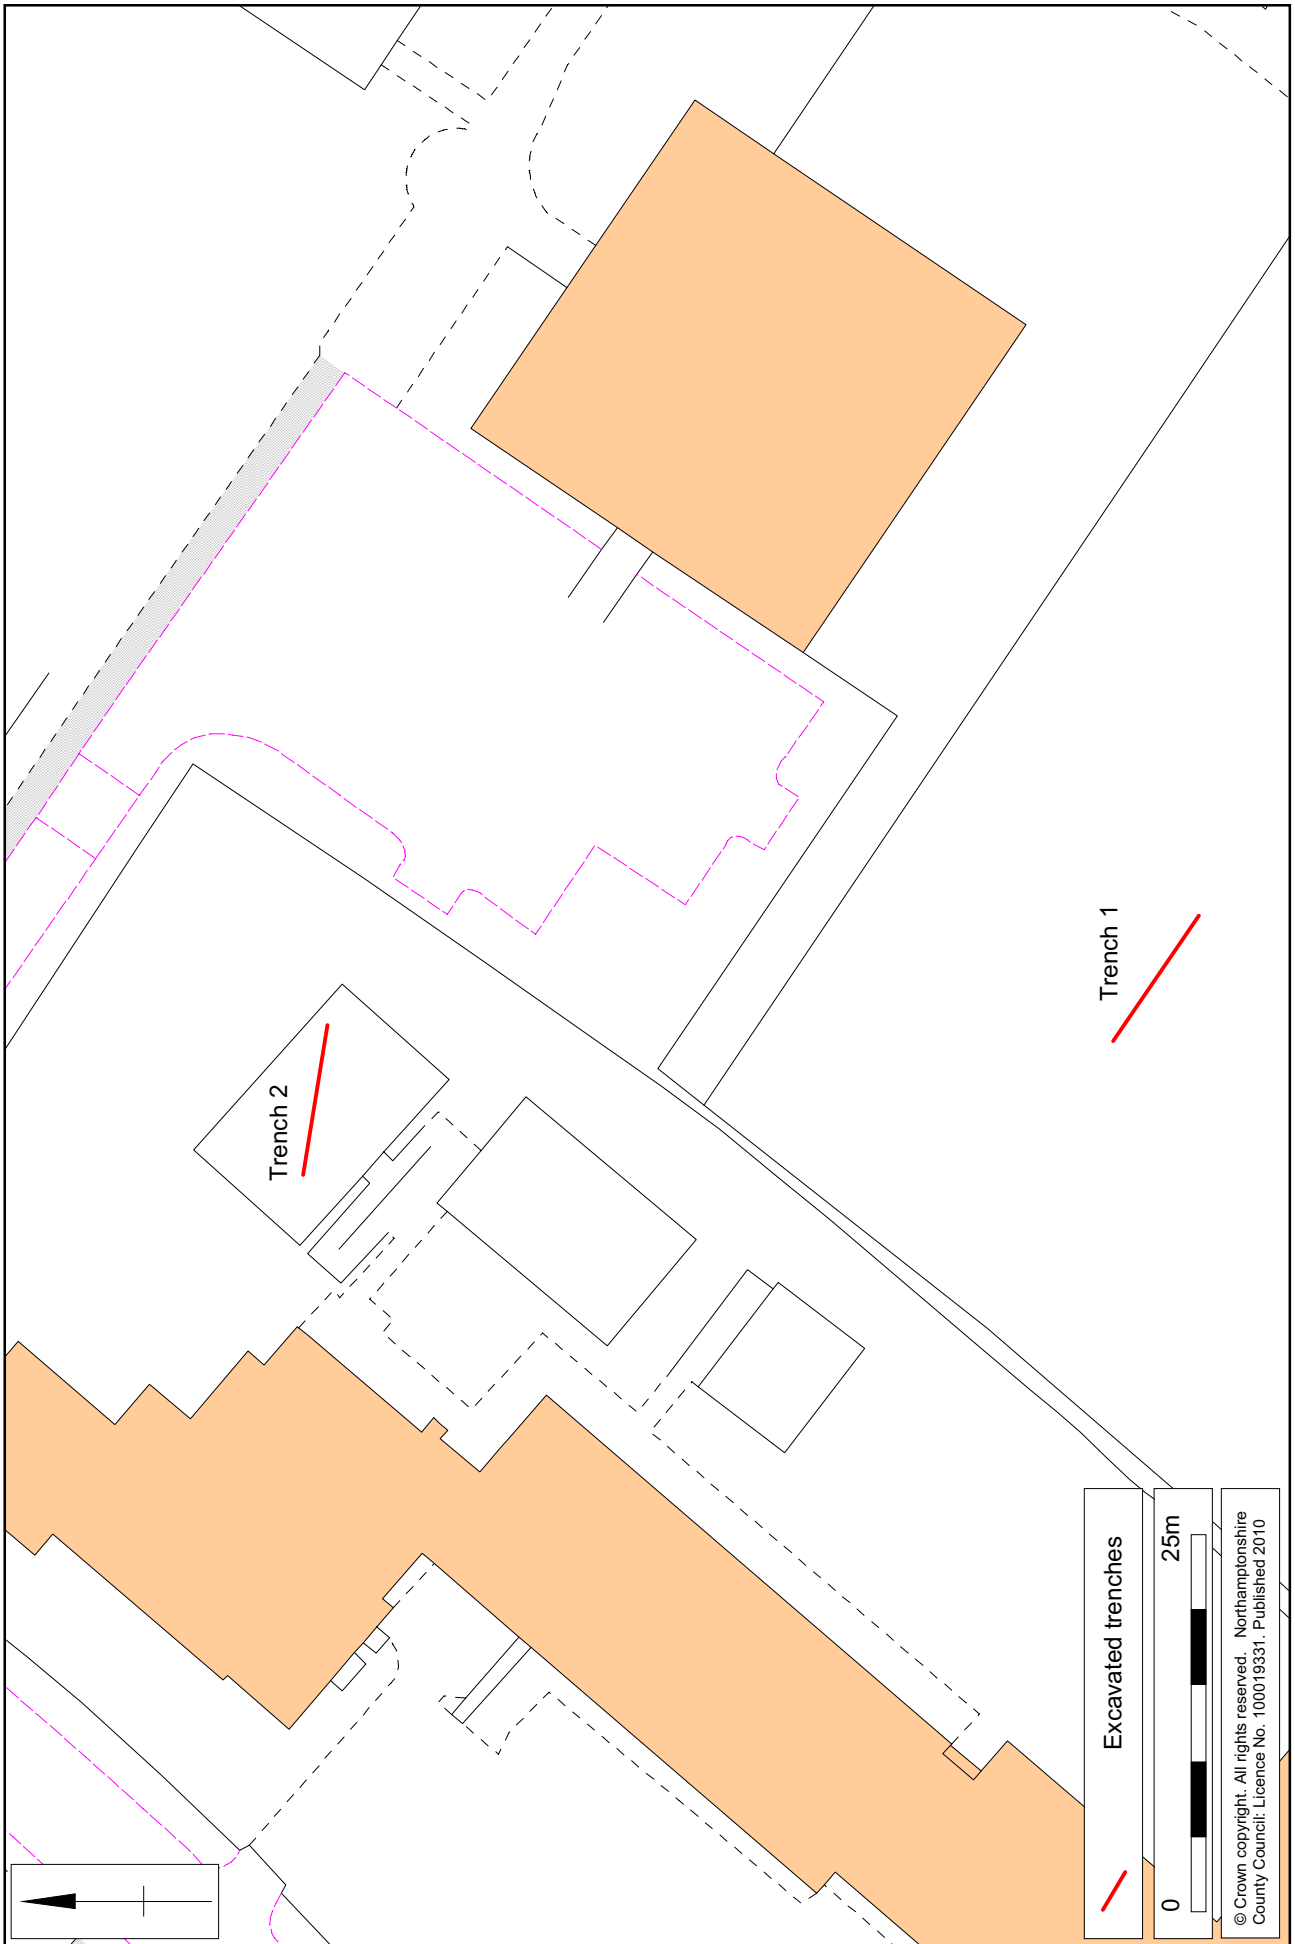 Trench 2
Trench 1
Excavated trenches
0 25m
© Crown copyright. All rights reserved. Northamptonshire
County Council: Licence No. 100019331. Published 2010